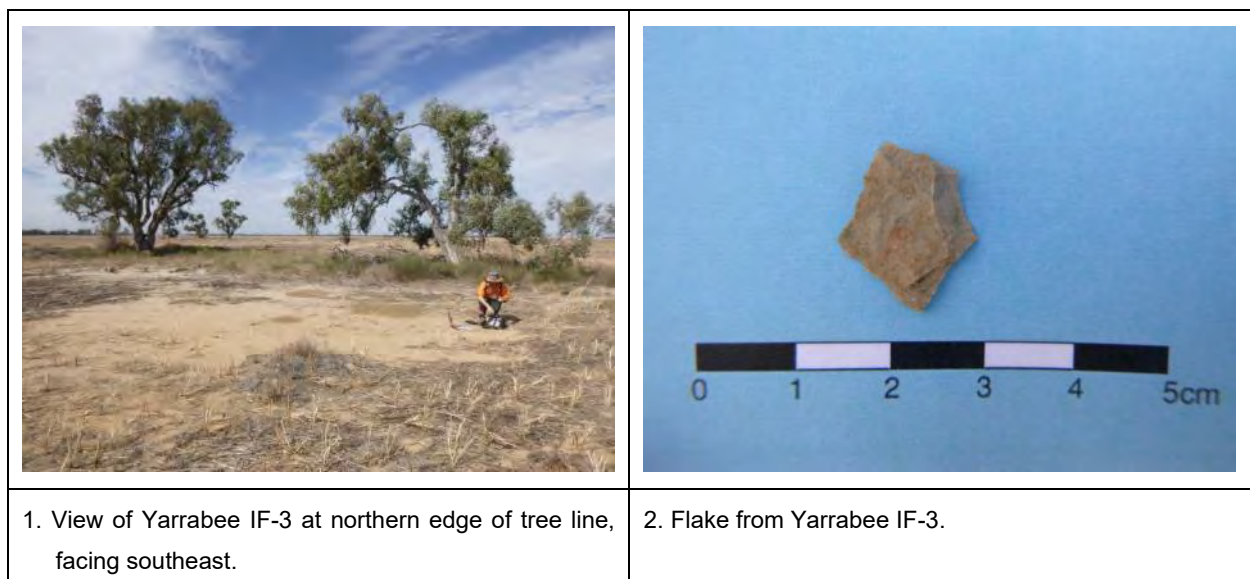 0 1 2 3 4 5cm
1. View of Yarrabee IF-3 at northern edge of tree line,
facing southeast.
2. Flake from Yarrabee IF-3.